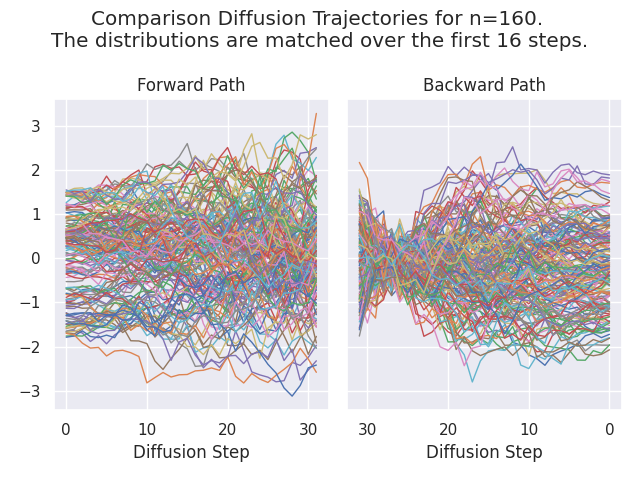 Comparison Diffusion Trajectories for n=160.
The distributions are matched over the first 16 steps.
Forward Path
Backward Path
3
2
1
0
−1
−2
−3
0 10 20 30
30 20 10 0
Diffusion Step
Diffusion Step